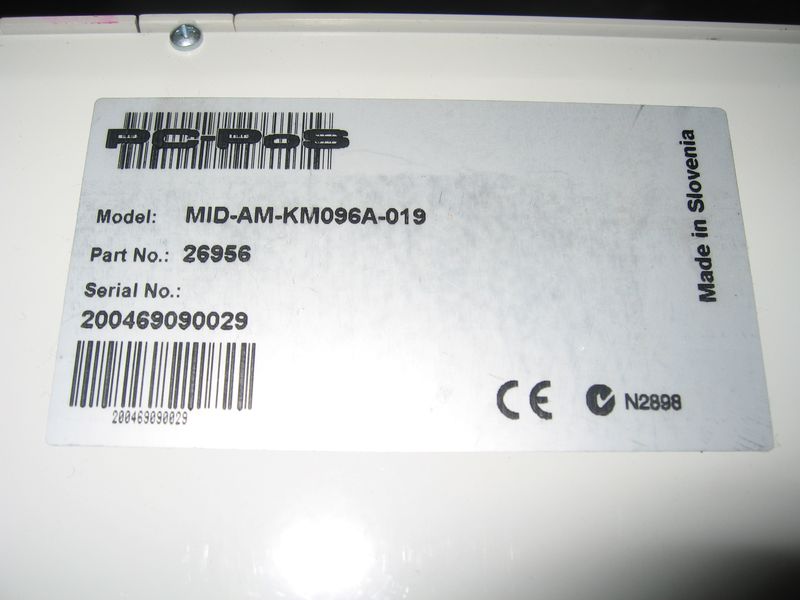 PC-PoS
Model: MID-AM-KM096A-019
Part No.: 26956
Serial No.:
200469090029
200469090029
CE N2898
Made in Slovenia